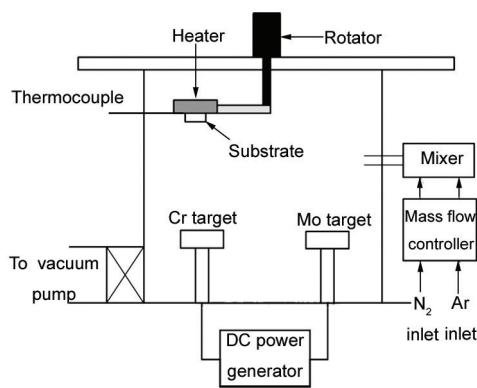 Heater
Rotator
Thermocouple
Substrate
Mixer
Cr target
Mo target
Mass flow
controller
To vacuum
pump
N₂ Ar
inlet inlet
DC power
generator